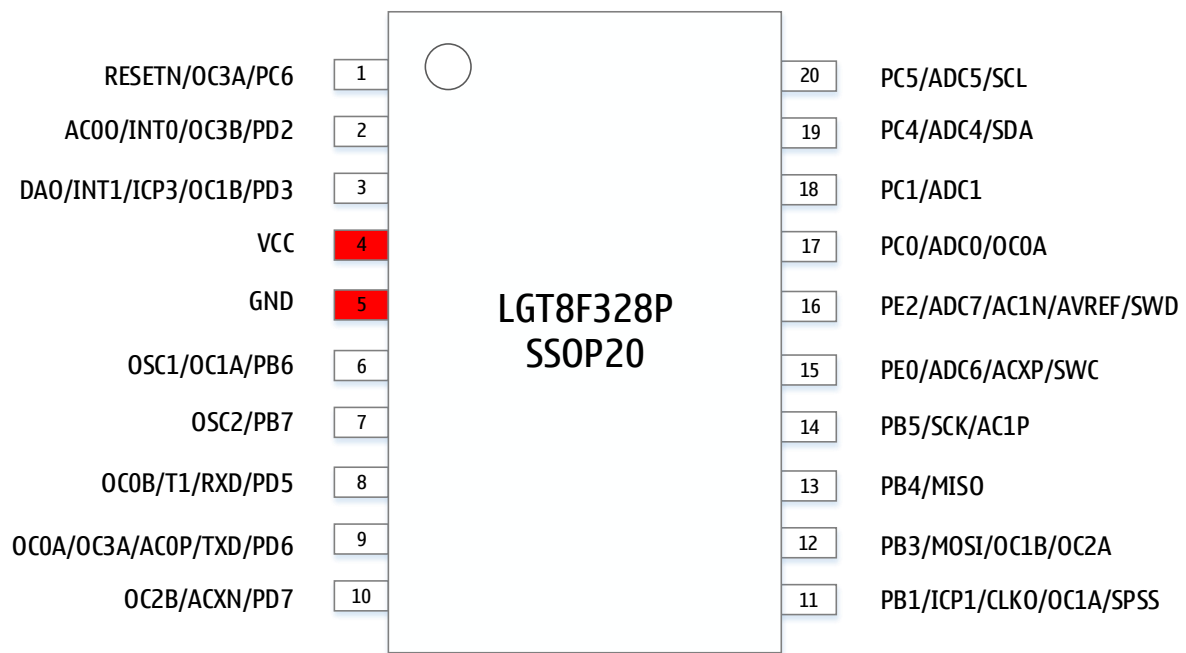 RESETN/OC3A/PC6 1 20 PC5/ADC5/SCL
AC0O/INT0/OC3B/PD2 2 19 PC4/ADC4/SDA
DAO/INT1/ICP3/OC1B/PD3 3 18 PC1/ADC1
VCC 4 17 PC0/ADC0/OC0A
GND 5 16 PE2/ADC7/AC1N/AVREF/SWD
LGT8F328P
SSOP20
OSC1/OC1A/PB6 6 15 PE0/ADC6/ACXP/SWC
OSC2/PB7 7 14 PB5/SCK/AC1P
OC0B/T1/RXD/PD5 8 13 PB4/MISO
OC0A/OC3A/AC0P/TXD/PD6 9 12 PB3/MOSI/OC1B/OC2A
OC2B/ACXN/PD7 10 11 PB1/ICP1/CLKO/OC1A/SPSS